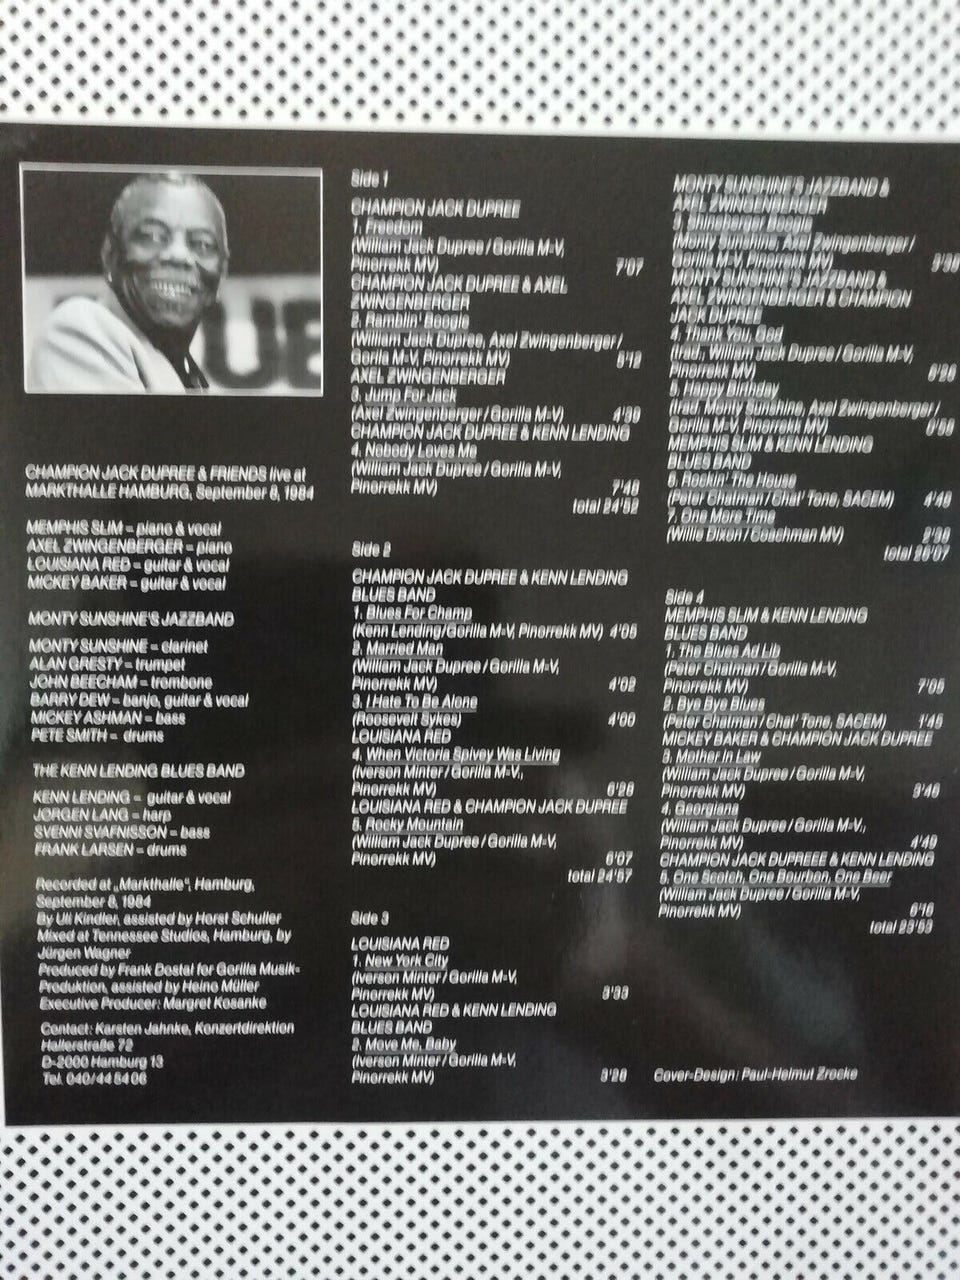 UE
CHAMPION JACK DUPREE & FRIENDS live at
MARKTHALLE HAMBURG, September 8, 1984
MEMPHIS SLIM = piano & vocal
AXEL ZWINGENBERGER = piano
LOUISIANA RED = guitar & vocal
MICKEY BAKER = guitar & vocal
MONTY SUNSHINE'S JAZZBAND
MONTY SUNSHINE = clarinet
ALAN GRESTY = trumpet
JOHN BEECHAM = trombone
BARRY DEW = banjo, guitar & vocal
MICKEY ASHMAN = bass
PETE SMITH = drums
THE KENN LENDING BLUES BAND
KENN LENDING = guitar & vocal
JORGEN LANG = harp
SVENNI SVAFNISSON = bass
FRANK LARSEN = drums
Recorded at „Markthalle“, Hamburg,
September 8, 1984
By Uli Kindler, assisted by Horst Schuller
Mixed at Tennessee Studios, Hamburg, by
Jürgen Wagner
Produced by Frank Dostal for Gorilla Musik-
Produktion, assisted by Heino Müller
Executive Producer: Margret Kosanke
Contact: Karsten Jahnke, Konzertdirektion
Hallerstraße 72
D-2000 Hamburg 13
Tel. 040/44 54 06
Side 1
CHAMPION JACK DUPREE
1. Freedom
(William Jack Dupree / Gorilla M-V,
Pinorrekk MV) 7'07
CHAMPION JACK DUPREE & AXEL
ZWINGENBERGER
2. Ramblin' Boogie
(William Jack Dupree, Axel Zwingenberger /
Gorilla M-V, Pinorrekk MV) 5'12
AXEL ZWINGENBERGER
3. Jump For Jack
(Axel Zwingenberger / Gorilla M-V)
CHAMPION JACK DUPREE & KENN LENDING
4. Nobody Loves Me
(William Jack Dupree / Gorilla M-V,
Pinorrekk MV)
total 24'52
Side 2
CHAMPION JACK DUPREE & KENN LENDING
BLUES BAND
1. Blues For Champ
(Kenn Lending/Gorilla M-V, Pinorrekk MV) 4'05
2. Married Man
(William Jack Dupree / Gorilla M-V,
Pinorrekk MV) 4'02
3. I Hate To Be Alone
(Roosevelt Sykes) 4'00
LOUISIANA RED
4. When Victoria Spivey Was Living
(Iverson Minter / Gorilla M-V.,
Pinorrekk MV)
LOUISIANA RED & CHAMPION JACK DUPREE
5. Rocky Mountain
(William Jack Dupree / Gorilla M-V,
Pinorrekk MV) 6'07
total 24'57
Side 3
LOUISIANA RED
1. New York City
(Iverson Minter / Gorilla M-V,
Pinorrekk MV) 3'33
LOUISIANA RED & KENN LENDING
BLUES BAND
2. Move Me, Baby
(Iverson Minter / Gorilla M-V,
Pinorrekk MV)
MONTY SUNSHINE'S JAZZBAND &
AXEL ZWINGENBERGER
(Monty Sunshine, Axel Zwingenberger /
Gorilla M-V, Pinorrekk MV)
MONTY SUNSHINE'S JAZZBAND &
AXEL ZWINGENBERGER & CHAMPION
JACK DUPREE
4. Thank You, God
(trad., William Jack Dupree / Gorilla M-V,
Pinorrekk MV)
5. Happy Birthday
(trad. Monty Sunshine, Axel Zwingenberger /
Gorilla M-V, Pinorrekk MV)
MEMPHIS SLIM & KENN LENDING
BLUES BAND
6. Rockin' The House
(Peter Chatman / Chat' Tone, SACEM)
7. One More Time
(Willie Dixon / Coachman MV)
Side 4
MEMPHIS SLIM & KENN LENDING
BLUES BAND
1. The Blues Ad Lib
(Peter Chatman / Gorilla M-V,
Pinorrekk MV) 7'05
2. Bye Bye Blues
(Peter Chatman / Chat' Tone, SACEM) 1'45
MICKEY BAKER & CHAMPION JACK DUPREE
3. Mother in Law
(William Jack Dupree / Gorilla M-V,
Pinorrekk MV)
4. Georgiana
(William Jack Dupree / Gorilla M-V.,
Pinorrekk MV)
CHAMPION JACK DUPREEE & KENN LENDING
5. One Scotch, One Bourbon, One Beer
(William Jack Dupree / Gorilla M-V,
Pinorrekk MV)
total 23'53
Cover-Design: Paul-Helmut Zrocke